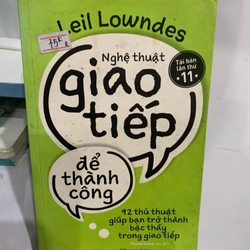 Leil Lowndes
Nghệ thuật
giao
tiếp
Tái bản
lần thứ
11
để
thành
công
92 thủ thuật
giúp bạn trở thành
bậc thầy
trong giao tiếp